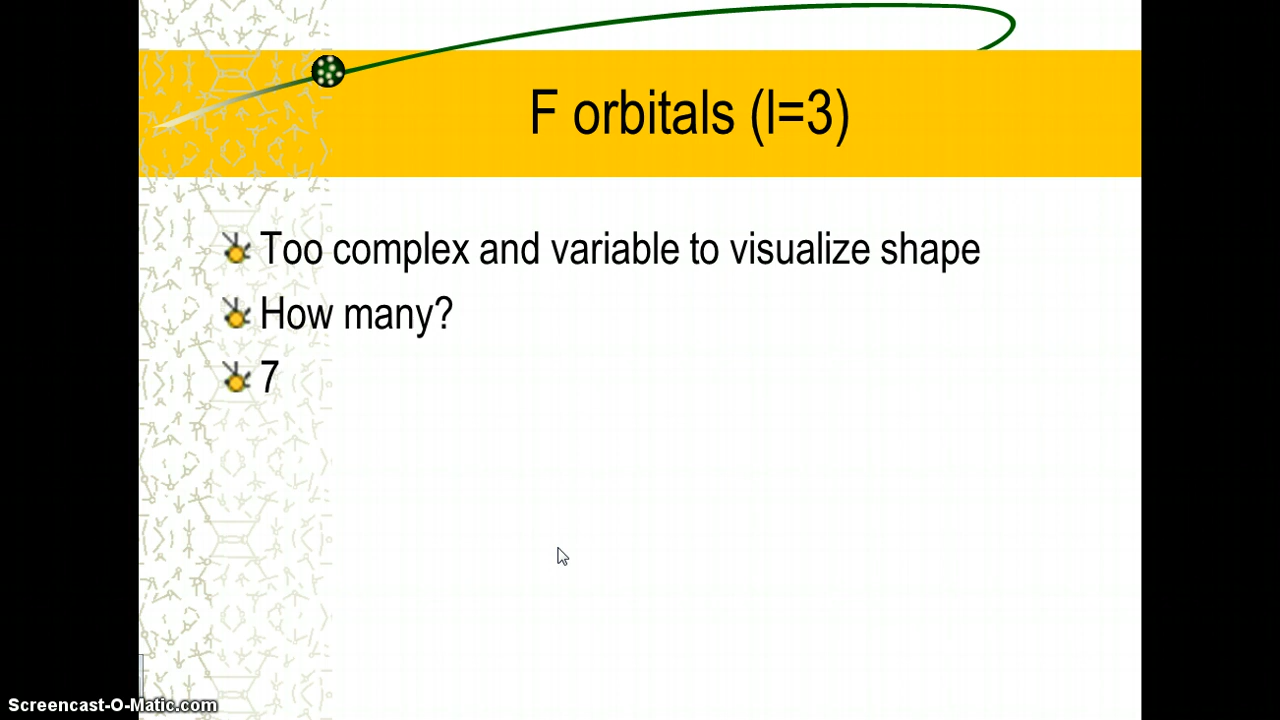 F orbitals (l=3)
Too complex and variable to visualize shape
How many?
7
Screencast-O-Matic.com